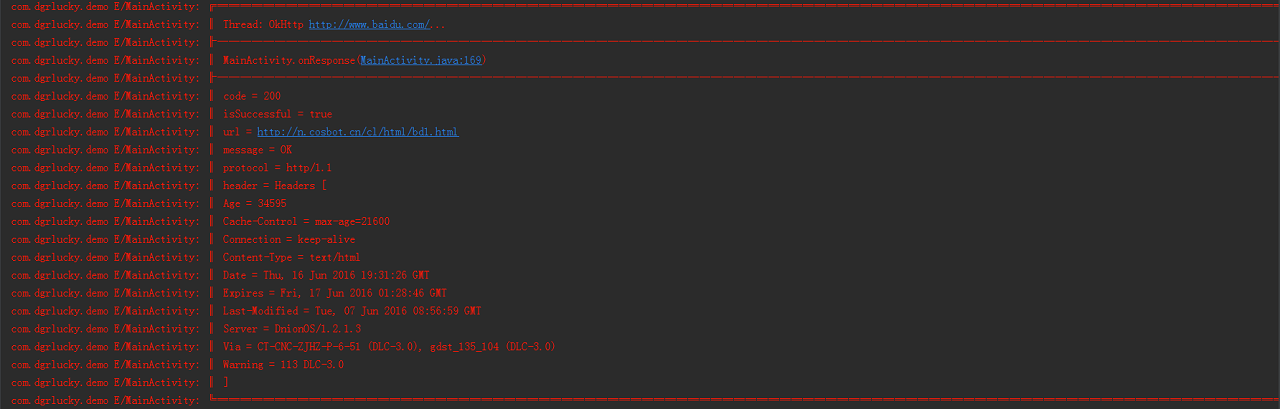 com.dgrlucky.demo E/MainActivity: ╔════════════════════════════════════════
com.dgrlucky.demo E/MainActivity: ║ Thread: OkHttp http://www.baidu.com/...
com.dgrlucky.demo E/MainActivity: ╟────────────────────────────────────────
com.dgrlucky.demo E/MainActivity: ║ MainActivity.onResponse(MainActivity.java:169)
com.dgrlucky.demo E/MainActivity: ╟────────────────────────────────────────
com.dgrlucky.demo E/MainActivity: ║ code = 200
com.dgrlucky.demo E/MainActivity: ║ isSuccessful = true
com.dgrlucky.demo E/MainActivity: ║ url = http://n.cosbot.cn/cl/html/bd1.html
com.dgrlucky.demo E/MainActivity: ║ message = OK
com.dgrlucky.demo E/MainActivity: ║ protocol = http/1.1
com.dgrlucky.demo E/MainActivity: ║ header = Headers [
com.dgrlucky.demo E/MainActivity: ║ Age = 34595
com.dgrlucky.demo E/MainActivity: ║ Cache-Control = max-age=21600
com.dgrlucky.demo E/MainActivity: ║ Connection = keep-alive
com.dgrlucky.demo E/MainActivity: ║ Content-Type = text/html
com.dgrlucky.demo E/MainActivity: ║ Date = Thu, 16 Jun 2016 19:31:26 GMT
com.dgrlucky.demo E/MainActivity: ║ Expires = Fri, 17 Jun 2016 01:28:46 GMT
com.dgrlucky.demo E/MainActivity: ║ Last-Modified = Tue, 07 Jun 2016 08:56:59 GMT
com.dgrlucky.demo E/MainActivity: ║ Server = DnionOS/1.2.1.3
com.dgrlucky.demo E/MainActivity: ║ Via = CT-CNC-ZJHZ-P-6-51 (DLC-3.0), gdst_135_104 (DLC-3.0)
com.dgrlucky.demo E/MainActivity: ║ Warning = 113 DLC-3.0
com.dgrlucky.demo E/MainActivity: ║ ]
com.dgrlucky.demo E/MainActivity: ╚════════════════════════════════════════